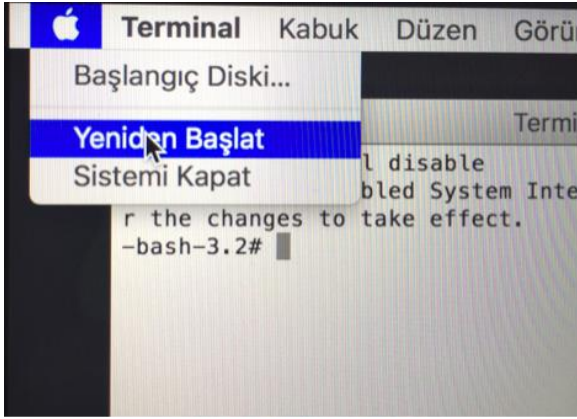 Terminal Kabuk Düzen Görü
Başlangıç Diski...
Yeniden Başlat
Sistemi Kapat
Termi
l disable
bled System Inte
r the changes to take effect.
-bash-3.2#